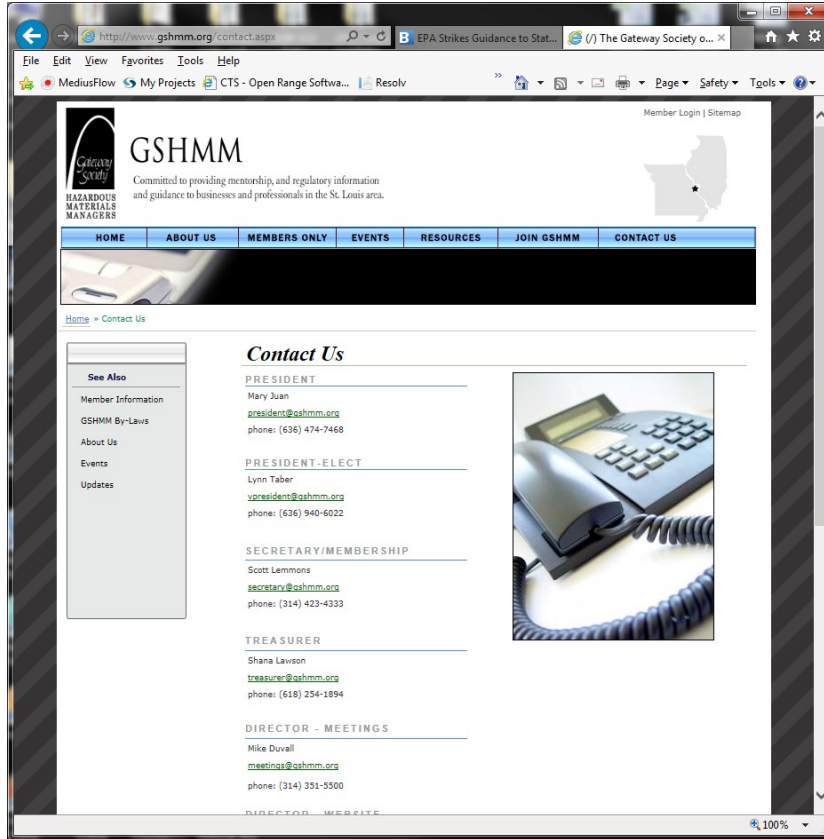 http://www.gshmm.org/contact.aspx
EPA Strikes Guidance to Stat...
(/) The Gateway Society o...
File Edit View Favorites Tools Help
MediusFlow My Projects CTS - Open Range Softwa... Resolv
Page Safety Tools
Member Login | Sitemap
Gateway
Society
HAZARDOUS
MATERIALS
MANAGERS
GSHMM
Committed to providing mentorship, and regulatory information
and guidance to businesses and professionals in the St. Louis area.
HOME ABOUT US MEMBERS ONLY EVENTS RESOURCES JOIN GSHMM CONTACT US
Home » Contact Us
See Also
Member Information
GSHMM By-Laws
About Us
Events
Updates
Contact Us
PRESIDENT
Mary Juan
president@gshmm.org
phone: (636) 474-7468
PRESIDENT-ELECT
Lynn Taber
vpresident@gshmm.org
phone: (636) 940-6022
SECRETARY/MEMBERSHIP
Scott Lemmons
secretary@gshmm.org
phone: (314) 423-4333
TREASURER
Shana Lawson
treasurer@gshmm.org
phone: (618) 254-1894
DIRECTOR - MEETINGS
Mike Duvall
meetings@gshmm.org
phone: (314) 351-5500
DIRECTOR - WEBSITE
100%